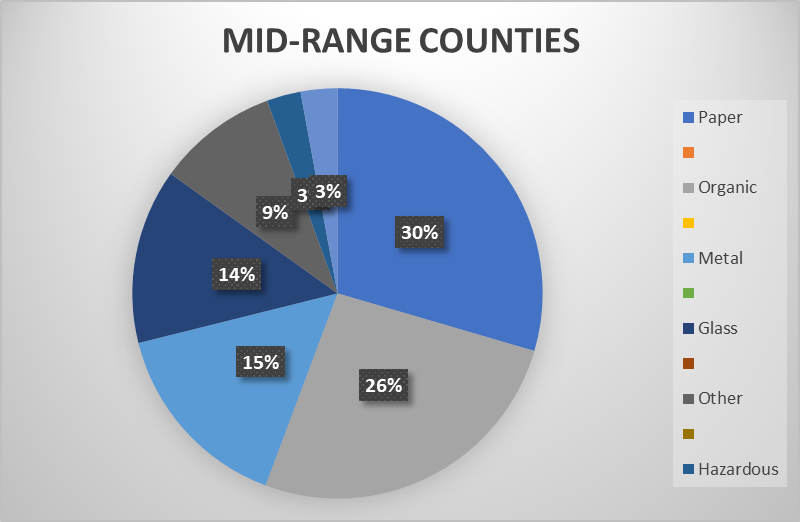 MID-RANGE COUNTIES
3
3%
9%
30%
14%
15%
26%
Paper
Organic
Metal
Glass
Other
Hazardous